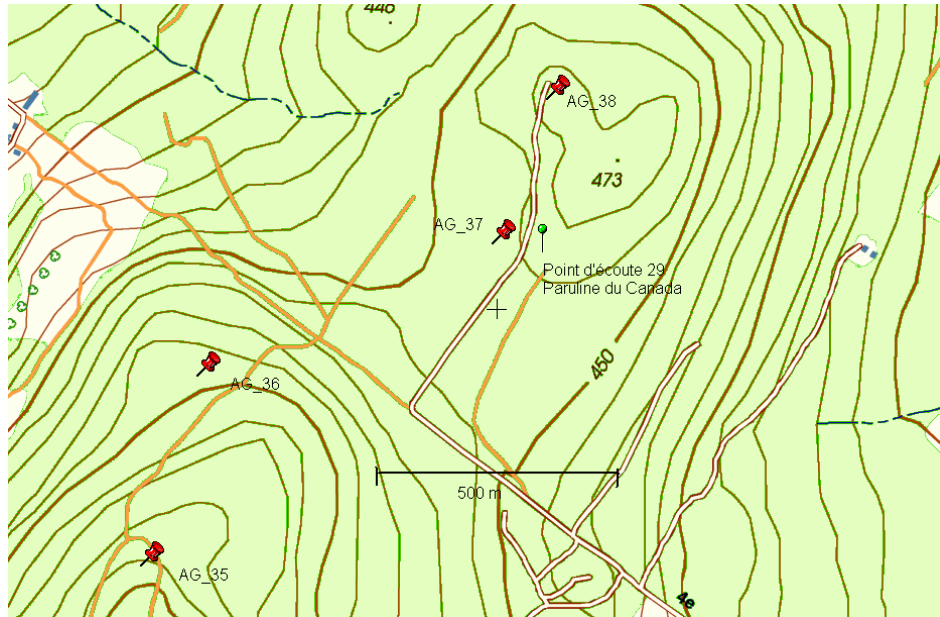 446
AG_38
473
AG_37
Point d'écoute 29
Paruline du Canada
450
AG_36
500 m
AG_35
4e